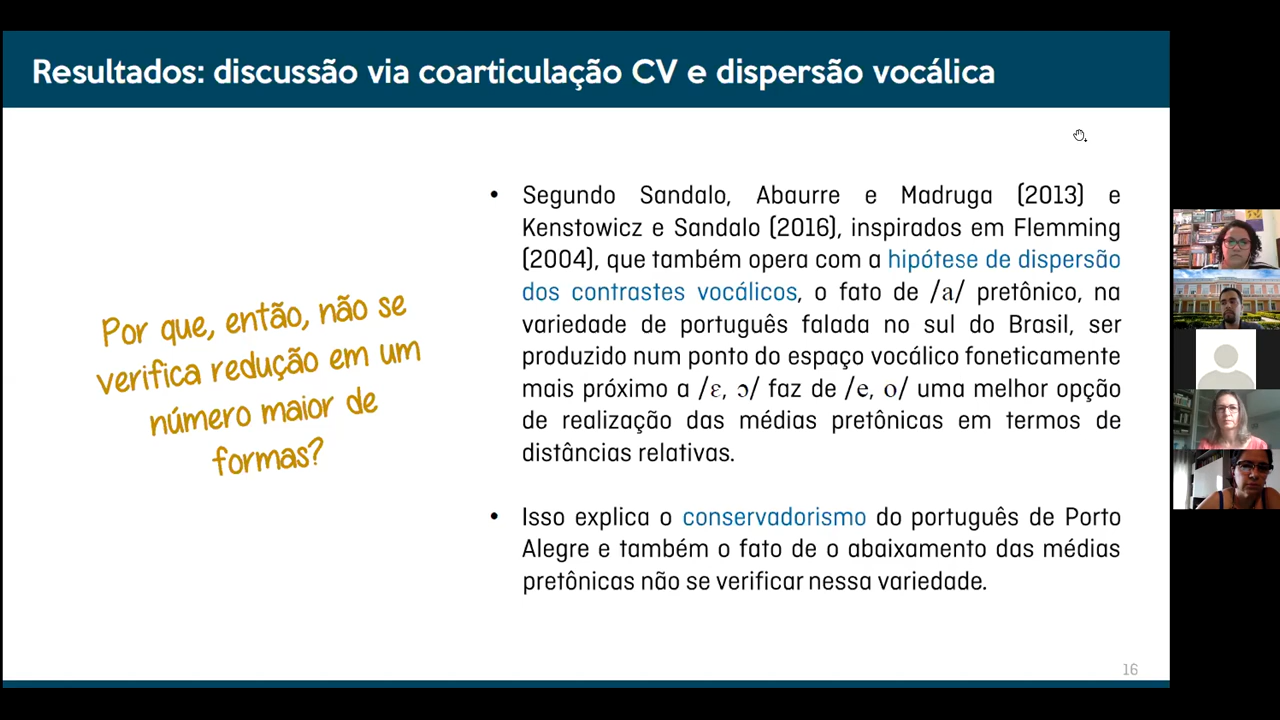 Resultados: discussão via coarticulação CV e dispersão vocálica
Por que, então, não se
verifica redução em um
número maior de
formas?
• Segundo Sandalo, Abaurre e Madruga (2013) e
Kenstowicz e Sandalo (2016), inspirados em Flemming
(2004), que também opera com a hipótese de dispersão
dos contrastes vocálicos, o fato de /a/ pretônico, na
variedade de português falada no sul do Brasil, ser
produzido num ponto do espaço vocálico foneticamente
mais próximo a /ɛ, ɔ/ faz de /e, o/ uma melhor opção
de realização das médias pretônicas em termos de
distâncias relativas.
• Isso explica o conservadorismo do português de Porto
Alegre e também o fato de o abaixamento das médias
pretônicas não se verificar nessa variedade.
16